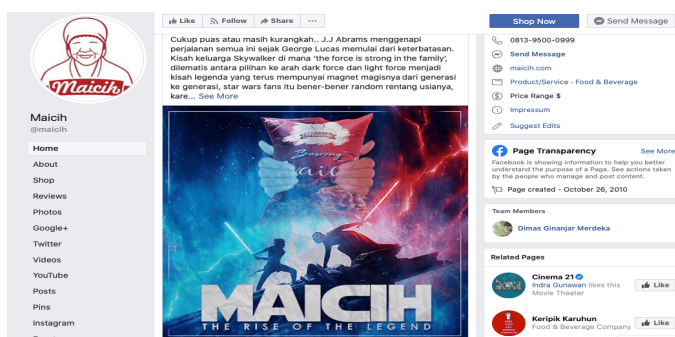 Maicih
Maicih
@maicih
Home
About
Shop
Reviews
Photos
Google+
Twitter
Videos
YouTube
Posts
Pins
Instagram
Like Follow Share ...
Cukup puas atau masih kurangkah.. J.J Abrams menggenapi
perjalanan semua ini sejak George Lucas memulai dari keterbatasan.
Kisah keluarga Skywalker di mana 'the force is strong in the family',
dilematis antara pilihan ke arah dark force dan light force menjadi
kisah legenda yang terus mempunyai magnet magisnya dari generasi
ke generasi, star wars fans itu bener-bener random rentang usianya,
kare... See More
Basreng
MAICIH
THE RISE OF THE LEGEND
Shop Now Send Message
0813-9500-0999
Send Message
maicih.com
Product/Service - Food & Beverage
Price Range $
Impressum
Suggest Edits
Page Transparency See More
Facebook is showing information to help you better
understand the purpose of a Page. See actions taken
by the people who manage and post content.
Page created - October 26, 2010
Team Members
Dimas Ginanjar Merdeka
Related Pages
Cinema 21
Indra Gunawan likes this
Movie Theater
Like
Keripik Karuhun
Food & Beverage Company
Like